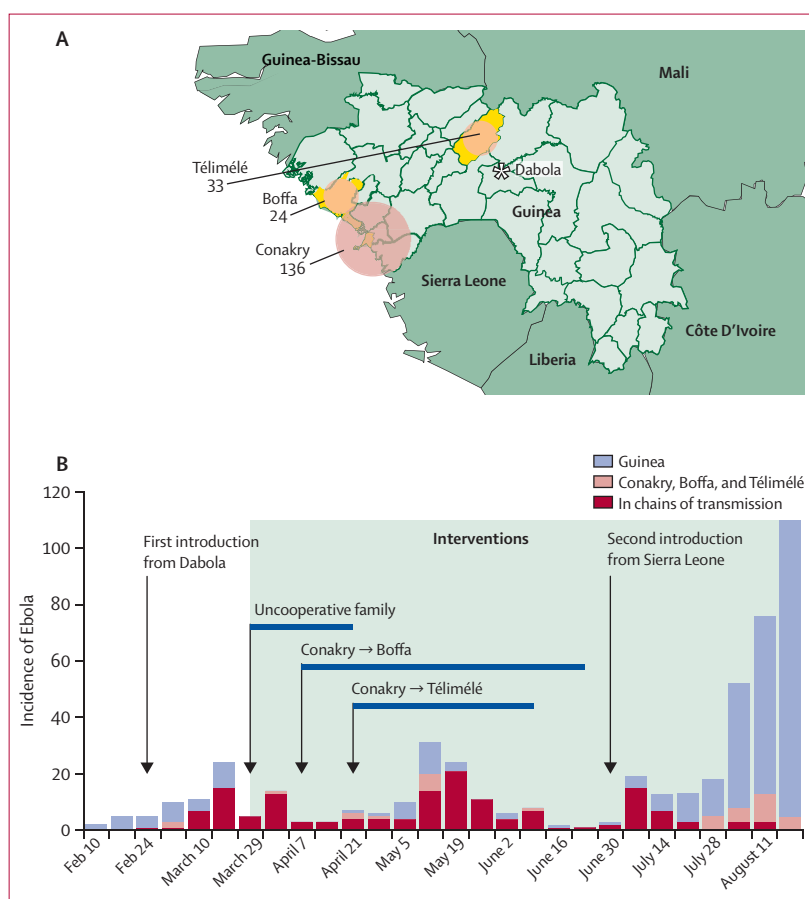 A
Guinea-Bissau
Mali
Télimélé
33
Dabola
Boffa
24
Guinea
Conakry
136
Sierra Leone
Côte D'Ivoire
Liberia
B
Guinea
Conakry, Boffa, and Télimélé
In chains of transmission
120
100
80
60
40
20
0
Incidence of Ebola
First introduction
from Dabola
Interventions
Second introduction
from Sierra Leone
Uncooperative family
Conakry → Boffa
Conakry → Télimélé
Feb 10
Feb 24
March 10
March 29
April 7
April 21
May 5
May 19
June 2
June 16
June 30
July 14
July 28
August 11